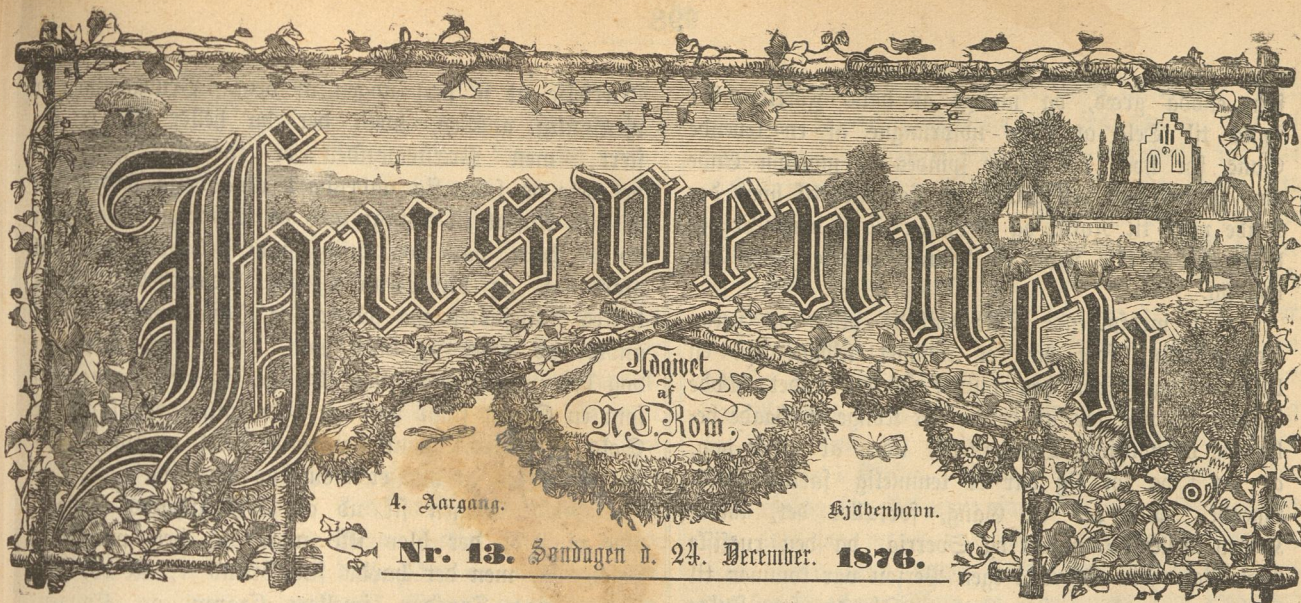 Husvennen
Udgivet
af
N. C. Rom.
4. Aargang.
Kjøbenhavn.
Nr. 13. Søndagen d. 24. December. 1876.